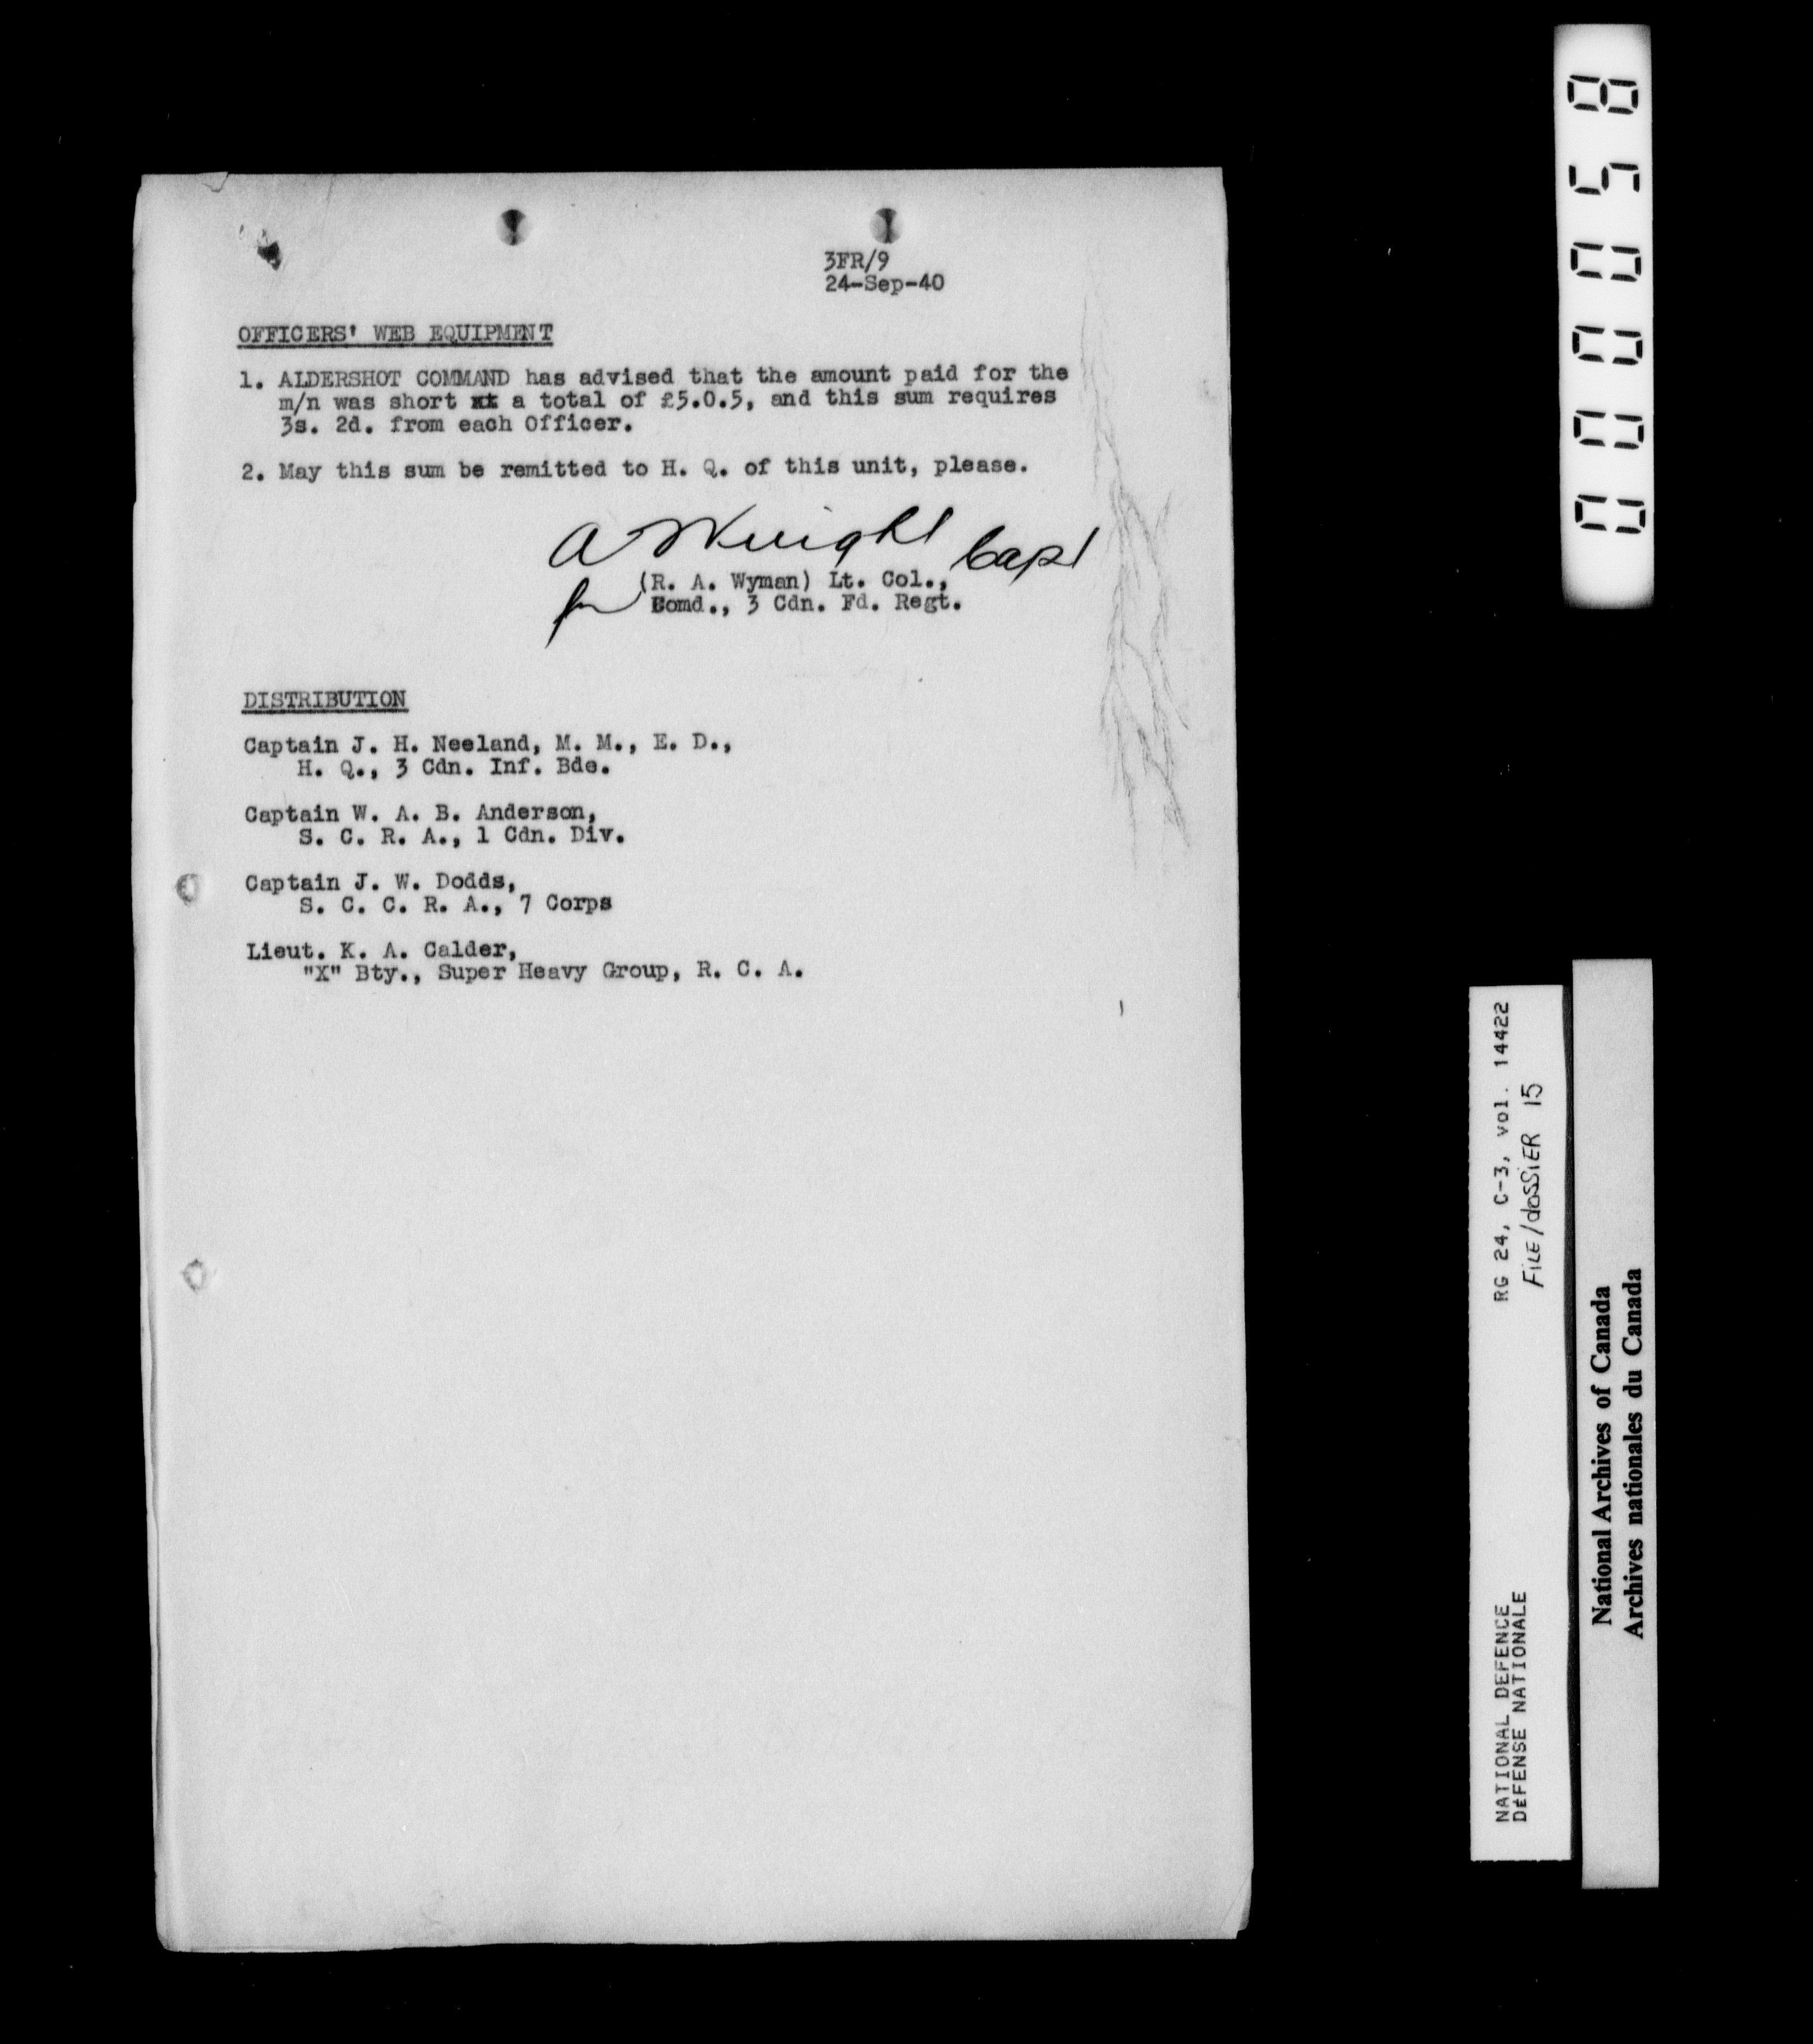 3FR/9
24-Sep-40
OFFICERS' WEB EQUIPMENT
1. ALDERSHOT COMMAND has advised that the amount paid for the
m/n was short xx a total of £5.0.5, and this sum requires
3s. 2d. from each Officer.
2. May this sum be remitted to H. Q. of this unit, please.
A Knight Capt
for (R. A. Wyman) Lt. Col.,
Comd., 3 Cdn. Fd. Regt.
DISTRIBUTION
Captain J. H. Neeland, M. M., E. D.,
H. Q., 3 Cdn. Inf. Bde.
Captain W. A. B. Anderson,
S. C. R. A., 1 Cdn. Div.
Captain J. W. Dodds,
S. C. C. R. A., 7 Corps
Lieut. K. A. Calder,
"X" Bty., Super Heavy Group, R. C. A.
000058
NATIONAL DEFENCE
DÉFENSE NATIONALE
RG 24, C-3, vol. 14422
FILE/dOSSiER 15
National Archives of Canada
Archives nationales du Canada